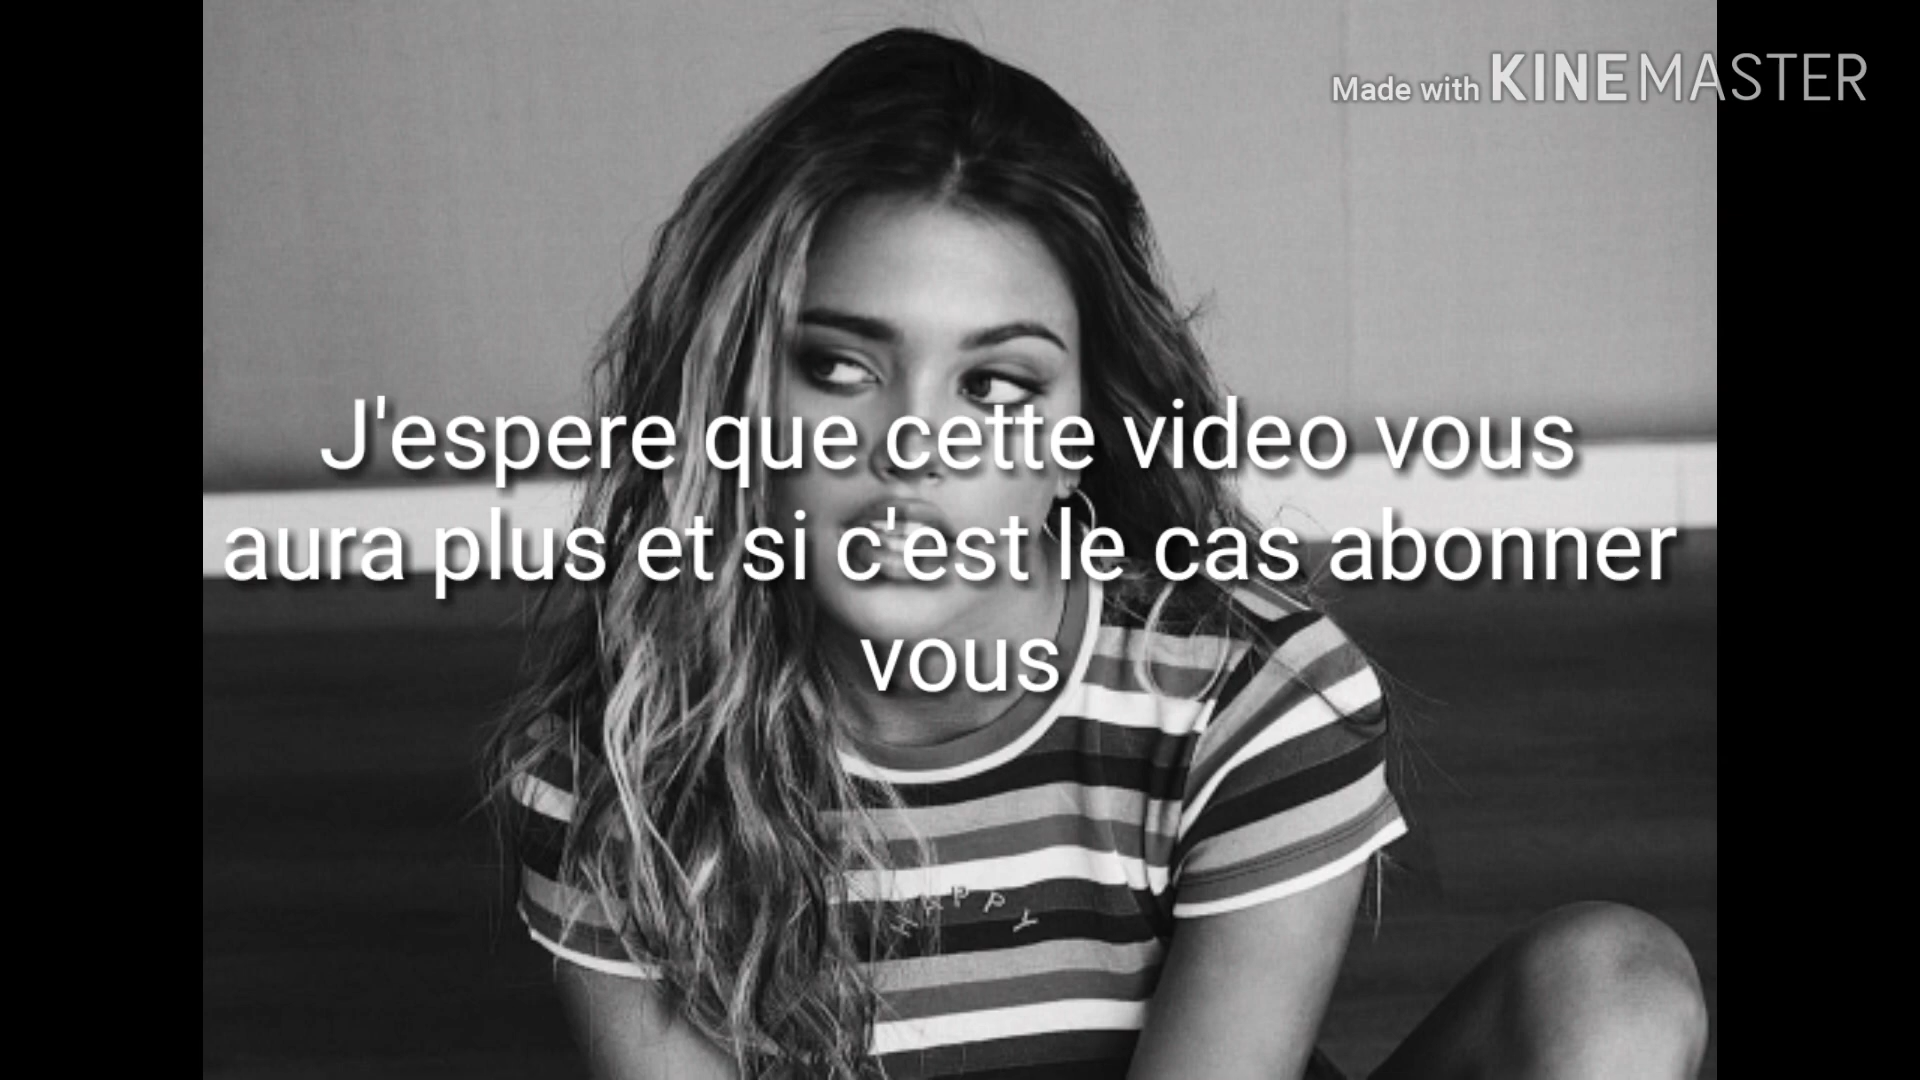 Made with KINEMASTER
J'espere que cette video vous
aura plus et si c'est le cas abonner
vous
HAPPY